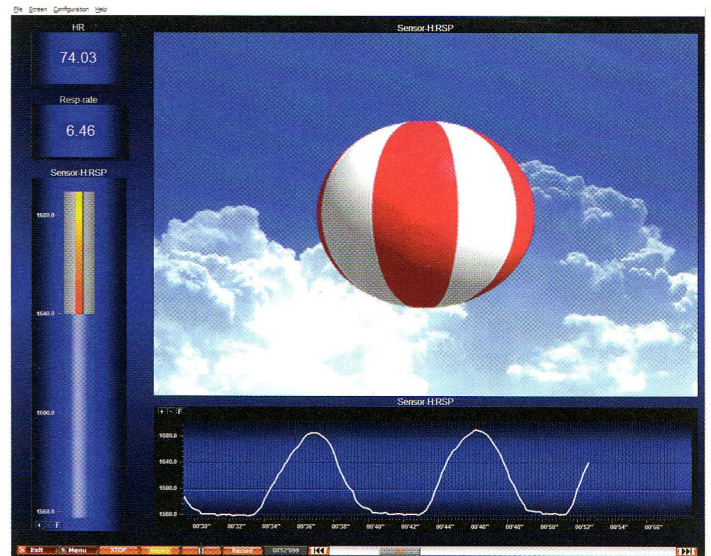 File Screen Configuration Help
HR
74.03
Resp-rate
6.46
Sensor-H:RSP
1680.0
1640.0
1600.0
1560.0
+ - F
Sensor-H:RSP
Sensor-H:RSP
+ - F
1680.0
1640.0
1600.0
1560.0
00'30'' 00'32'' 00'34'' 00'36'' 00'38'' 00'40'' 00'42'' 00'44'' 00'46'' 00'48'' 00'50'' 00'52'' 00'54'' 00'56''
Exit Menu STOP Replay Record